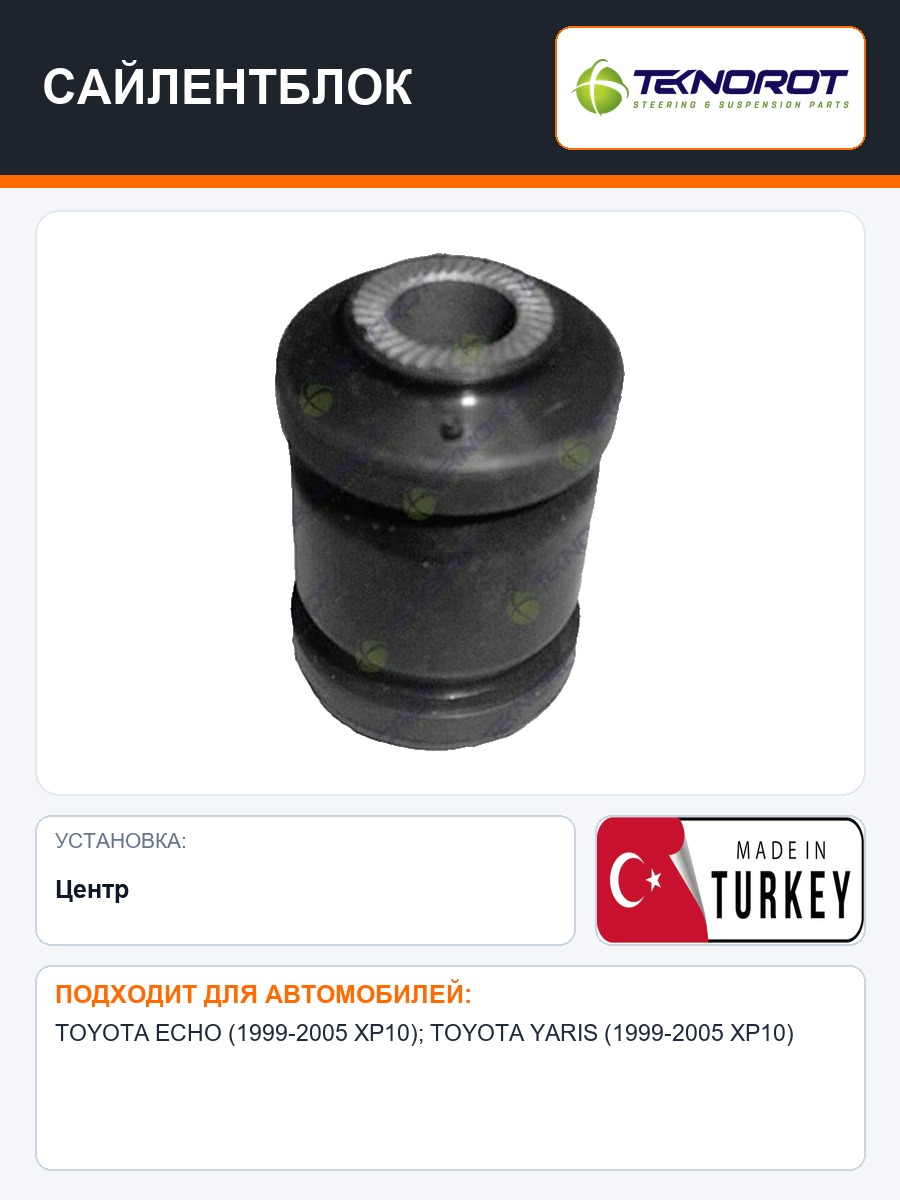 САЙЛЕНТБЛОК
TEKNOROT
STEERING & SUSPENSION PARTS
УСТАНОВКА:
Центр
MADE IN
TURKEY
ПОДХОДИТ ДЛЯ АВТОМОБИЛЕЙ:
TOYOTA ECHO (1999-2005 XP10); TOYOTA YARIS (1999-2005 XP10)